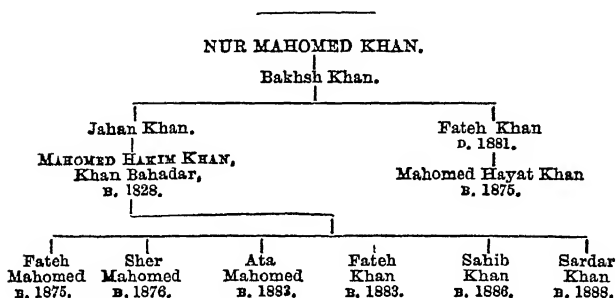 NUR MAHOMED KHAN.
Bakhsh Khan.
Jahan Khan.
Fateh Khan
D. 1881.
MAHOMED HAKIM KHAN,
Khan Bahadar,
B. 1828.
Mahomed Hayat Khan
B. 1875.
Fateh
Mahomed
B. 1875.
Sher
Mahomed
B. 1876.
Ata
Mahomed
B. 1883.
Fateh
Khan
B. 1883.
Sahib
Khan
B. 1886.
Sardar
Khan
B. 1888.